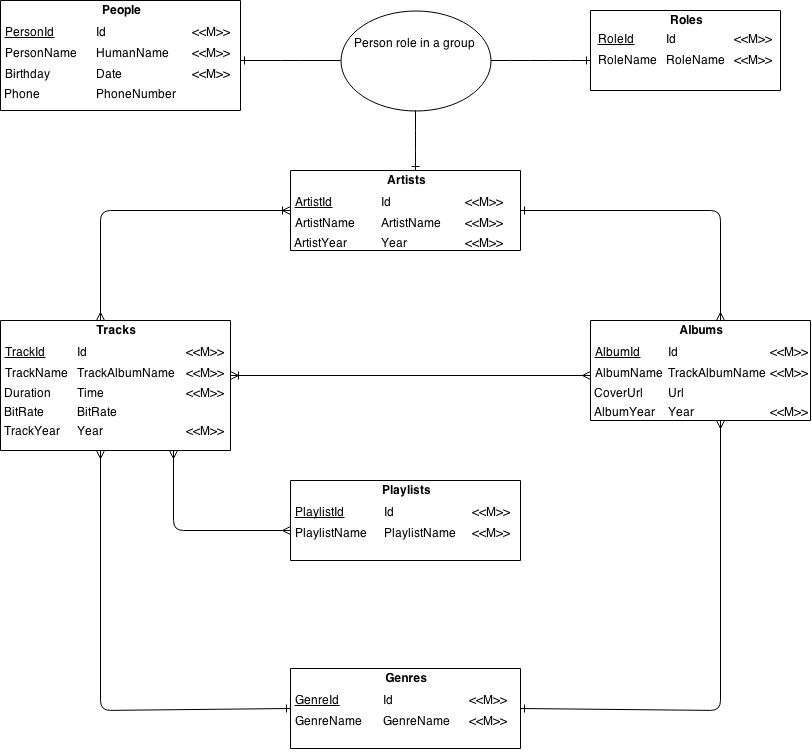 People
PersonId Id <<M>>
PersonName HumanName <<M>>
Birthday Date <<M>>
Phone PhoneNumber
Person role in a group
Roles
RoleId Id <<M>>
RoleName RoleName <<M>>
Artists
ArtistId Id <<M>>
ArtistName ArtistName <<M>>
ArtistYear Year <<M>>
Tracks
TrackId Id <<M>>
TrackName TrackAlbumName <<M>>
Duration Time <<M>>
BitRate BitRate
TrackYear Year <<M>>
Albums
AlbumId Id <<M>>
AlbumName TrackAlbumName <<M>>
CoverUrl Url
AlbumYear Year <<M>>
Playlists
PlaylistId Id <<M>>
PlaylistName PlaylistName <<M>>
Genres
GenreId Id <<M>>
GenreName GenreName <<M>>